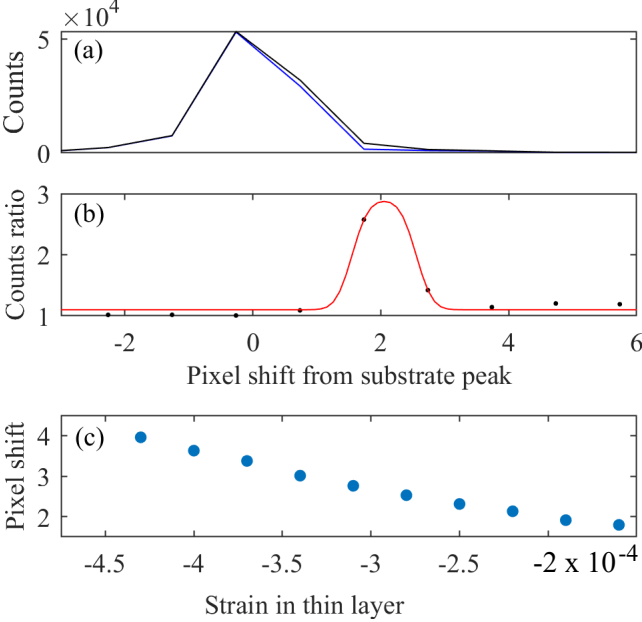 ×10⁴
5
(a)
Counts
0
3
(b)
Counts ratio
2
1
-2 0 2 4 6
Pixel shift from substrate peak
4
(c)
Pixel shift
3
2
-4.5 -4 -3.5 -3 -2.5 -2 x 10⁻⁴
Strain in thin layer